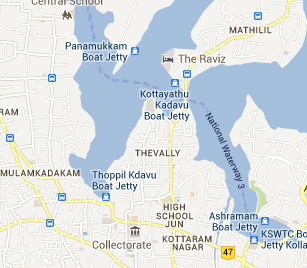 Central School
MATHILIL
Panamukkam
Boat Jetty
The Raviz
Kottayathu
Kadavu
Boat Jetty
RAM
National Waterway 3
THEVALLY
MULAMKADAKAM
Thoppil Kdavu
Boat Jetty
HIGH
SCHOOL
JUN
Ashramam
Boat Jetty
KSWTC Bo
Jetty Kolla
Collectorate
KOTTARAM
NAGAR
47